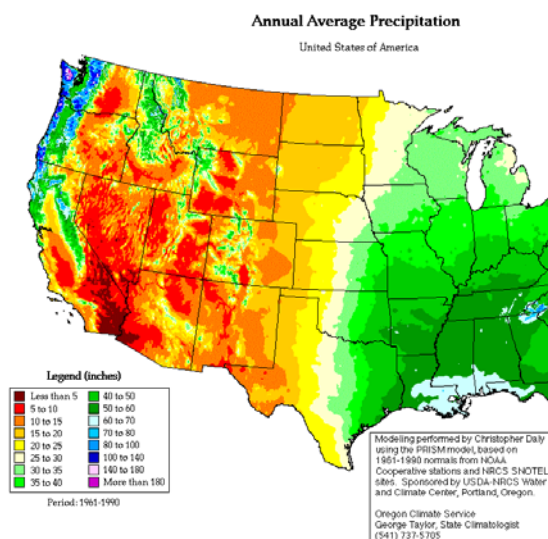 Annual Average Precipitation
United States of America
Legend (inches)
Less than 5
5 to 10
10 to 15
15 to 20
20 to 25
25 to 30
30 to 35
35 to 40
40 to 50
50 to 60
60 to 70
70 to 80
80 to 100
100 to 140
140 to 180
More than 180
Period: 1961-1990
Modeling performed by Christopher Daly
using the PRISM model, based on
1961-1990 normals from NOAA
Cooperative stations and NRCS SNOTEL
sites. Sponsored by USDA-NRCS Water
and Climate Center, Portland, Oregon.
Oregon Climate Service
George Taylor, State Climatologist
(541) 737-5705